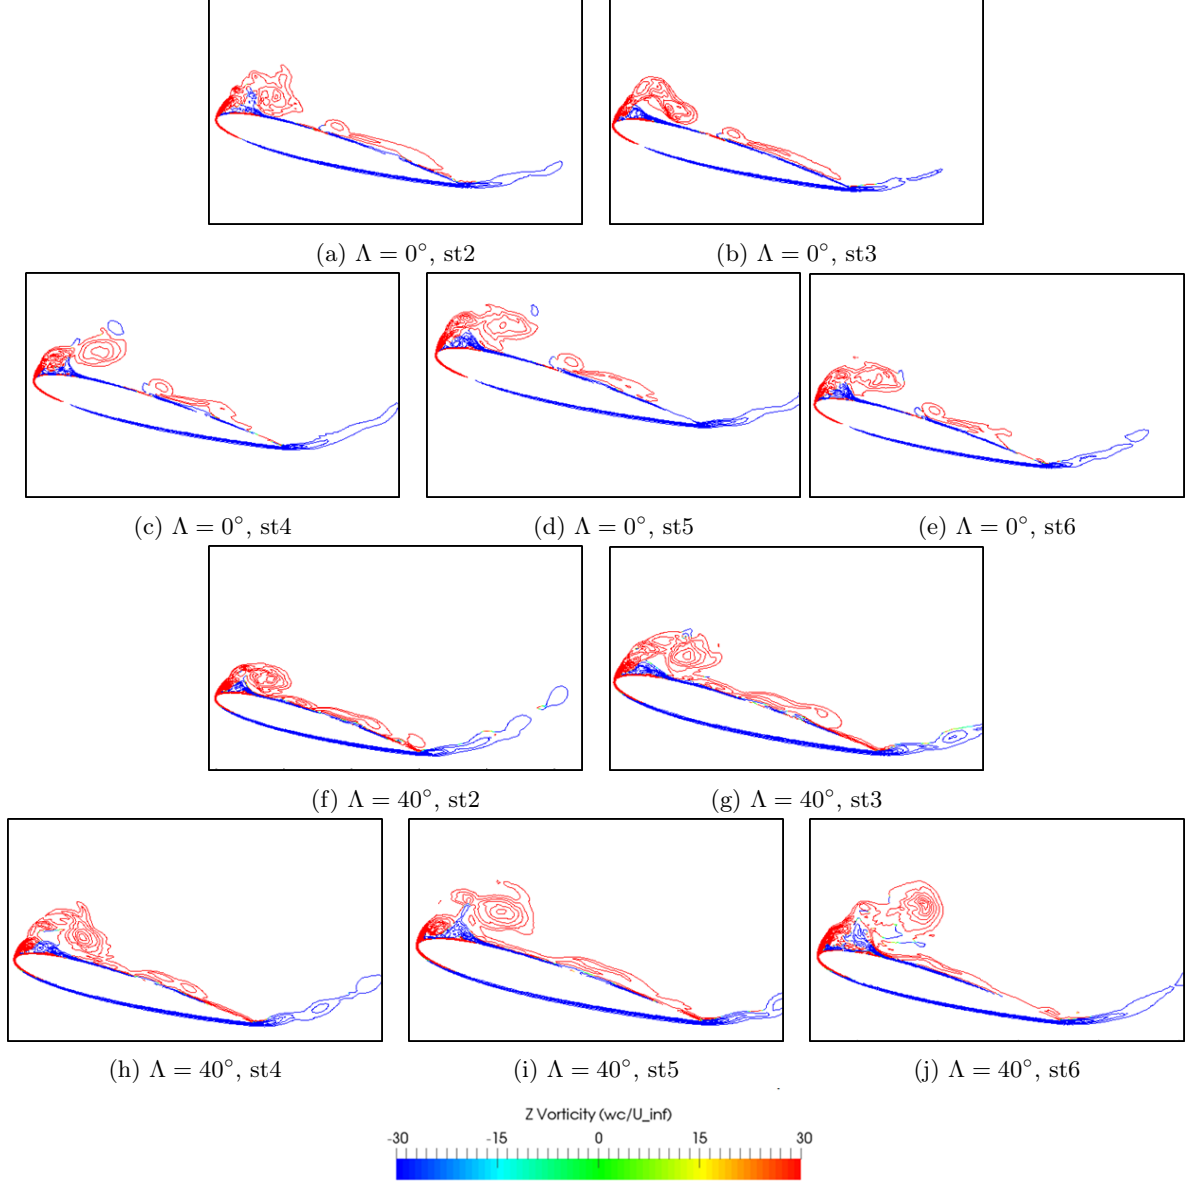 (a) Λ = 0°, st2
(b) Λ = 0°, st3
(c) Λ = 0°, st4
(d) Λ = 0°, st5
(e) Λ = 0°, st6
(f) Λ = 40°, st2
(g) Λ = 40°, st3
(h) Λ = 40°, st4
(i) Λ = 40°, st5
(j) Λ = 40°, st6
Z Vorticity (wc/U_inf)
-30 -15 0 15 30